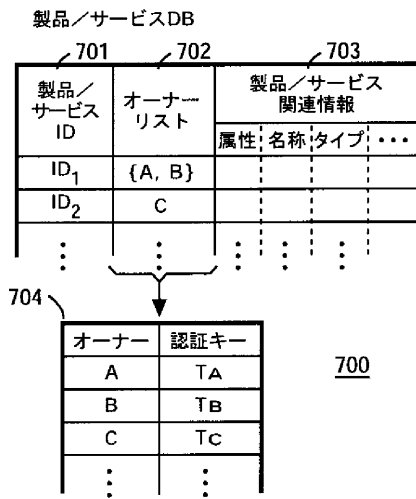 製品／サービスDB
701 702 703
製品／サービスID オーナーリスト 製品／サービス関連情報
属性 名称 タイプ ･･･
ID1 {A, B}
ID2 C
704
オーナー 認証キー
A TA
B TB
C TC
700